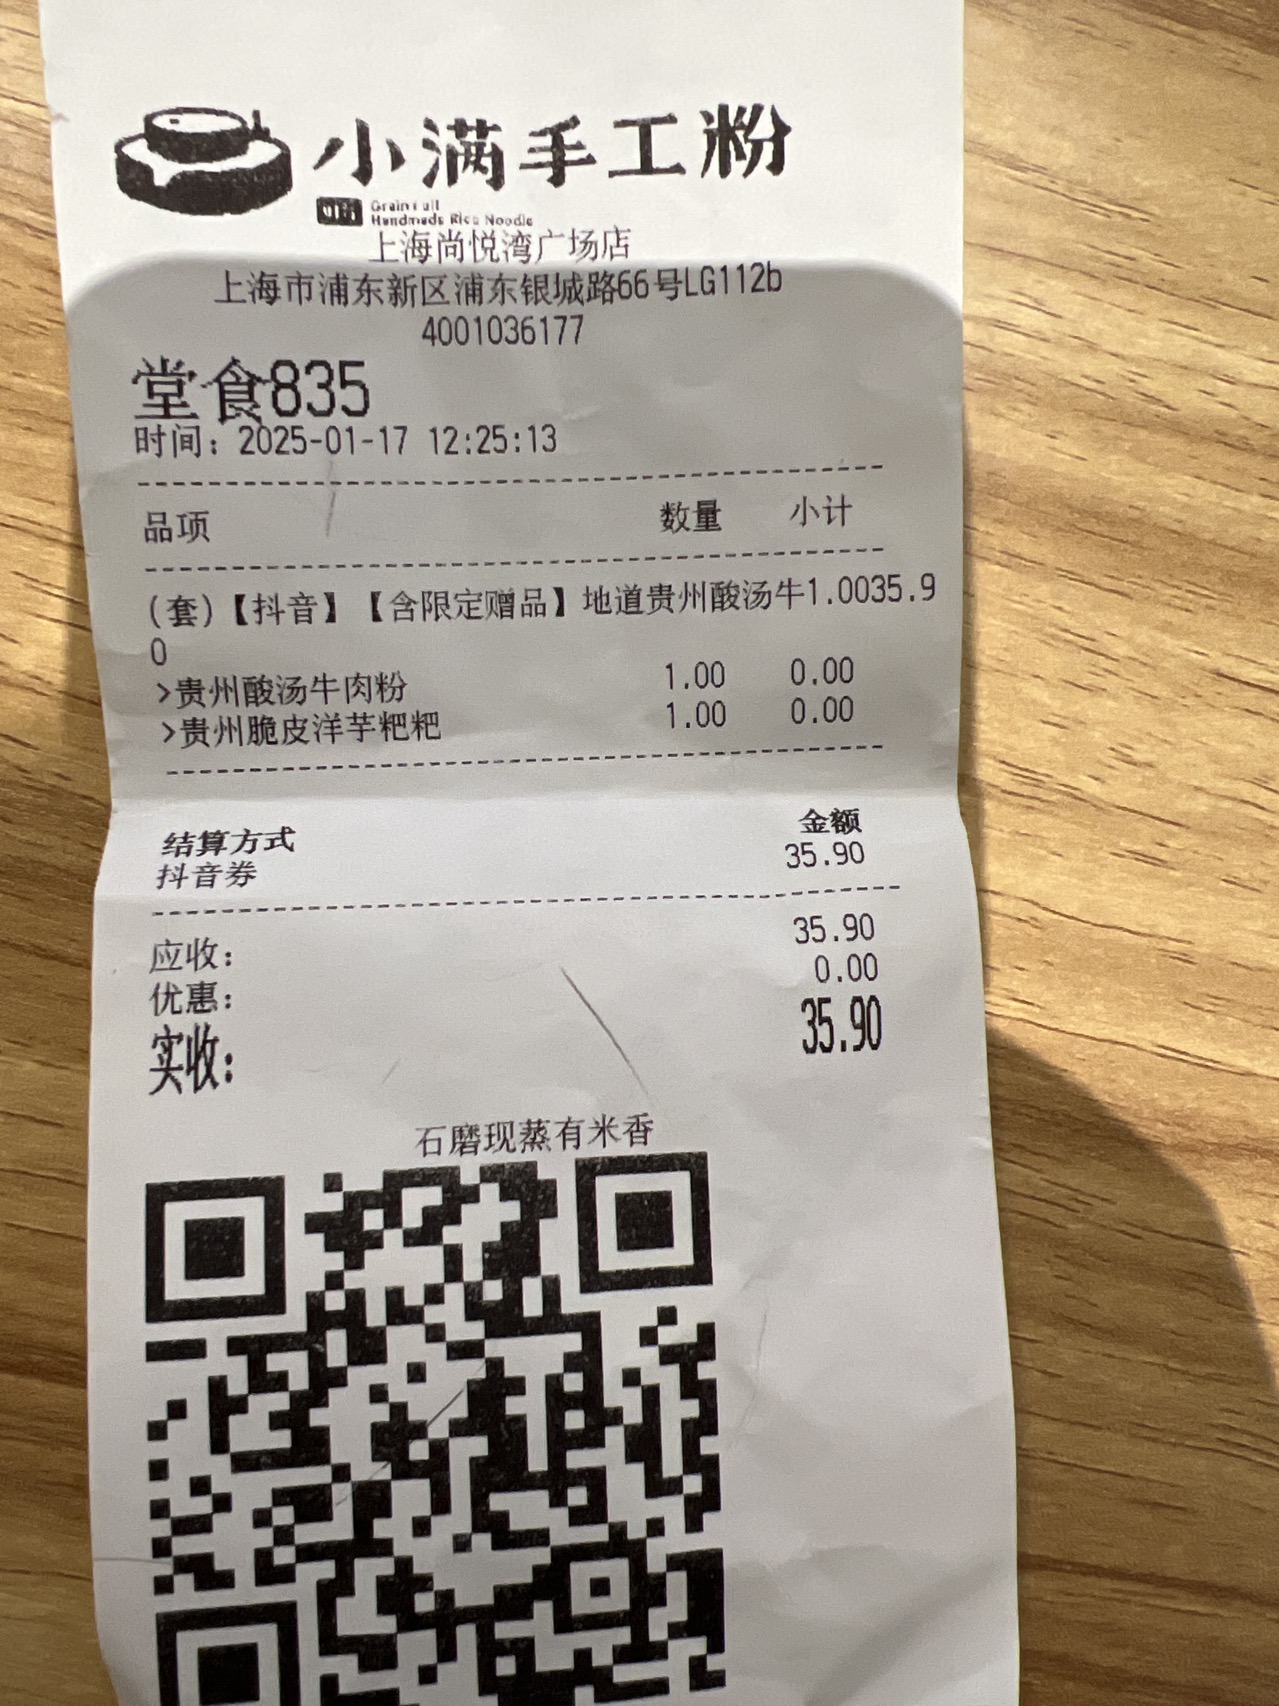 小满手工粉
Grain Full
Handmade Rice Noodle
上海尚悦湾广场店
上海市浦东新区浦东银城路66号LG112b
4001036177
堂食835
时间：2025-01-17 12:25:13
品项 数量 小计
(套)【抖音】【含限定赠品】地道贵州酸汤牛1.0035.9
0
>贵州酸汤牛肉粉 1.00 0.00
>贵州脆皮洋芋粑粑 1.00 0.00
结算方式 金额
抖音券 35.90
应收： 35.90
优惠： 0.00
实收： 35.90
石磨现蒸有米香